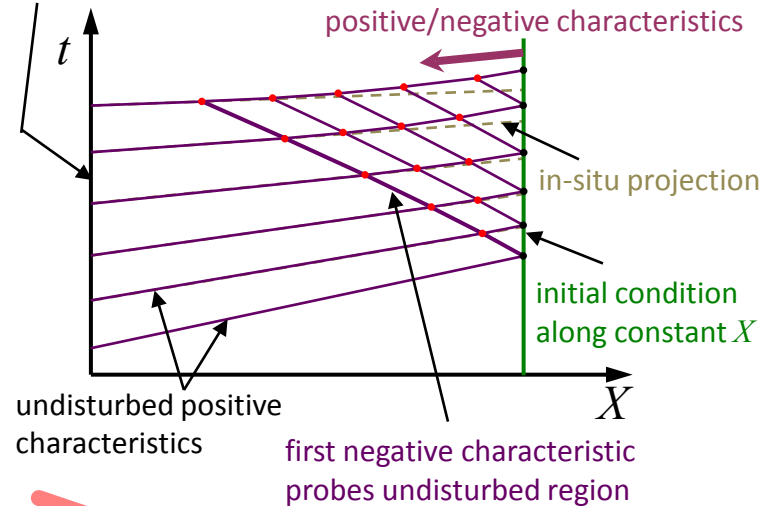 positive/negative characteristics
t
in-situ projection
initial condition
along constant X
X
undisturbed positive
characteristics
first negative characteristic
probes undisturbed region